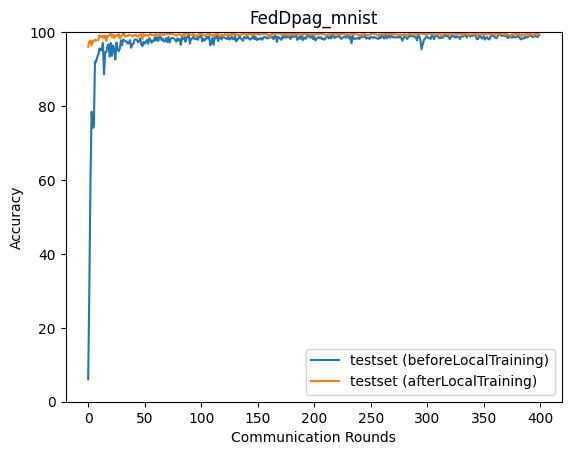 FedDpag_mnist
100
80
60
40
20
0
Accuracy
testset (beforeLocalTraining)
testset (afterLocalTraining)
0 50 100 150 200 250 300 350 400
Communication Rounds